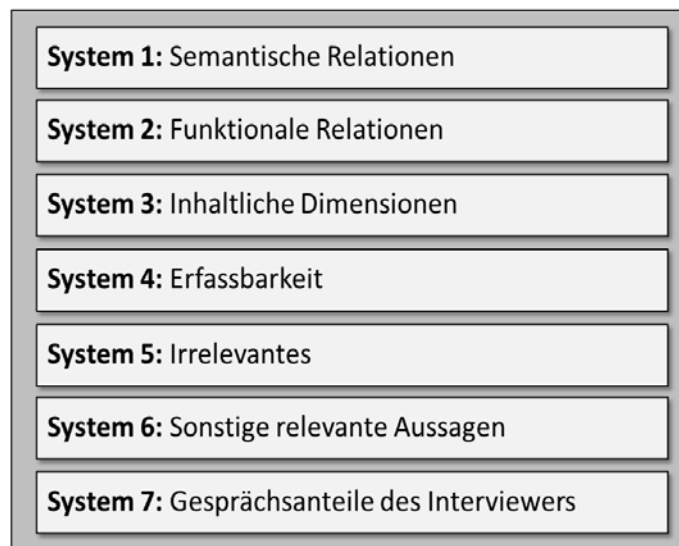 System 1: Semantische Relationen
System 2: Funktionale Relationen
System 3: Inhaltliche Dimensionen
System 4: Erfassbarkeit
System 5: Irrelevantes
System 6: Sonstige relevante Aussagen
System 7: Gesprächsanteile des Interviewers